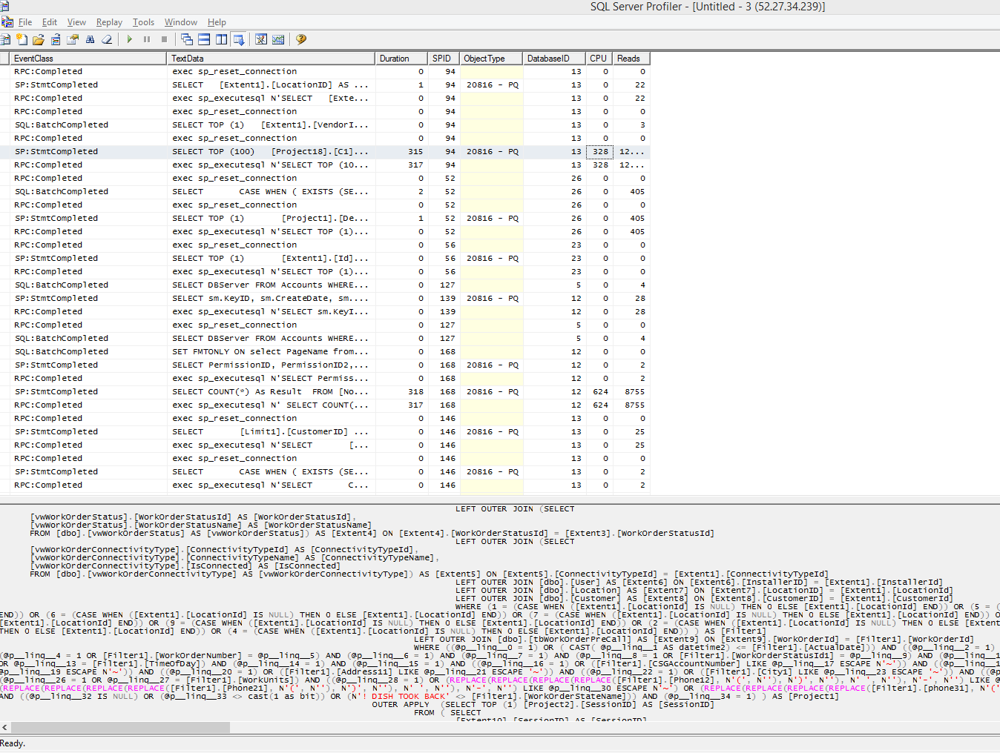 SQL Server Profiler - [Untitled - 3 (52.27.34.239)]
File Edit View Replay Tools Window Help
EventClass TextData Duration SPID ObjectType DatabaseID CPU Reads
RPC:Completed exec sp_reset_connection 0 94 13 0 0
SP:StmtCompleted SELECT [Extent1].[LocationID] AS ... 1 94 20816 - PQ 13 0 22
RPC:Completed exec sp_executesql N'SELECT [Exte... 0 94 13 0 22
RPC:Completed exec sp_reset_connection 0 94 13 0 0
SQL:BatchCompleted SELECT TOP (1) [Extent1].[VendorI... 0 94 13 0 3
RPC:Completed exec sp_reset_connection 0 94 13 0 0
SP:StmtCompleted SELECT TOP (100) [Project18].[C1]... 315 94 20816 - PQ 13 328 12...
RPC:Completed exec sp_executesql N'SELECT TOP (10... 317 94 13 328 12...
RPC:Completed exec sp_reset_connection 0 52 26 0 0
SQL:BatchCompleted SELECT CASE WHEN ( EXISTS (SE... 2 52 26 0 405
RPC:Completed exec sp_reset_connection 0 52 26 0 0
SP:StmtCompleted SELECT TOP (1) [Project1].[De... 1 52 20816 - PQ 26 0 405
RPC:Completed exec sp_executesql N'SELECT TOP (1)... 0 52 26 0 405
RPC:Completed exec sp_reset_connection 0 56 23 0 0
SP:StmtCompleted SELECT TOP (1) [Extent1].[Id]... 0 56 20816 - PQ 23 0 0
RPC:Completed exec sp_executesql N'SELECT TOP (1)... 0 56 23 0 0
SQL:BatchCompleted SELECT DBServer FROM Accounts WHERE... 0 127 5 0 4
SP:StmtCompleted SELECT sm.KeyID, sm.CreateDate, sm.... 0 139 20816 - PQ 12 0 28
RPC:Completed exec sp_executesql N'SELECT sm.KeyI... 0 139 12 0 28
RPC:Completed exec sp_reset_connection 0 127 5 0 0
SQL:BatchCompleted SELECT DBServer FROM Accounts WHERE... 0 127 5 0 4
SQL:BatchCompleted SET FMTONLY ON select PageName from... 0 168 12 0 0
SP:StmtCompleted SELECT PermissionID, PermissionID2,... 0 168 20816 - PQ 12 0 2
RPC:Completed exec sp_executesql N'SELECT Permiss... 0 168 12 0 2
SP:StmtCompleted SELECT COUNT(*) As Result FROM [No... 318 168 20816 - PQ 12 624 8755
RPC:Completed exec sp_executesql N' SELECT COUNT(... 317 168 12 624 8755
RPC:Completed exec sp_reset_connection 0 146 13 0 0
SP:StmtCompleted SELECT [Limit1].[CustomerID] ... 0 146 20816 - PQ 13 0 25
RPC:Completed exec sp_executesql N'SELECT [... 0 146 13 0 25
RPC:Completed exec sp_reset_connection 0 146 13 0 0
SP:StmtCompleted SELECT CASE WHEN ( EXISTS (SE... 0 146 20816 - PQ 13 0 2
RPC:Completed exec sp_executesql N'SELECT C... 0 146 13 0 2
LEFT OUTER JOIN (SELECT
[vwWorkOrderStatus].[WorkOrderStatusId] AS [WorkOrderStatusId],
[vwWorkOrderStatus].[WorkOrderStatusName] AS [WorkOrderStatusName]
FROM [dbo].[vwWorkOrderStatus] AS [vwWorkOrderStatus]) AS [Extent4] ON [Extent4].[WorkOrderStatusId] = [Extent3].[WorkOrderStatusId]
LEFT OUTER JOIN (SELECT
[vwWorkOrderConnectivityType].[ConnectivityTypeId] AS [ConnectivityTypeId],
[vwWorkOrderConnectivityType].[ConnectivityTypeName] AS [ConnectivityTypeName],
[vwWorkOrderConnectivityType].[IsConnected] AS [IsConnected]
FROM [dbo].[vwWorkOrderConnectivityType] AS [vwWorkOrderConnectivityType]) AS [Extent5] ON [Extent5].[ConnectivityTypeId] = [Extent1].[ConnectivityTypeId]
LEFT OUTER JOIN [dbo].[User] AS [Extent6] ON [Extent6].[InstallerID] = [Extent1].[InstallerId]
LEFT OUTER JOIN [dbo].[Location] AS [Extent7] ON [Extent7].[LocationID] = [Extent1].[LocationId]
LEFT OUTER JOIN [dbo].[Customer] AS [Extent8] ON [Extent8].[CustomerID] = [Extent1].[CustomerId]
WHERE (1 = (CASE WHEN ([Extent1].[LocationId] IS NULL) THEN 0 ELSE [Extent1].[LocationId] END)) OR (5 = (
END)) OR (6 = (CASE WHEN ([Extent1].[LocationId] IS NULL) THEN 0 ELSE [Extent1].[LocationId] END)) OR (7 = (CASE WHEN ([Extent1].[LocationId] IS NULL) THEN 0 ELSE [Extent1].[LocationId] END)) O
[Extent1].[LocationId] END)) OR (9 = (CASE WHEN ([Extent1].[LocationId] IS NULL) THEN 0 ELSE [Extent1].[LocationId] END)) OR (2 = (CASE WHEN ([Extent1].[LocationId] IS NULL) THEN 0 ELSE [Extent
THEN 0 ELSE [Extent1].[LocationId] END)) OR (4 = (CASE WHEN ([Extent1].[LocationId] IS NULL) THEN 0 ELSE [Extent1].[LocationId] END)) ) AS [Filter1]
LEFT OUTER JOIN [dbo].[tbWorkOrderPreCall] AS [Extent9] ON [Extent9].[WorkOrderId] = [Filter1].[WorkOrderId]
WHERE ((@p__linq__0 = 1) OR ( CAST( @p__linq__1 AS datetime2) <= [Filter1].[ActualDate])) AND ((@p__linq__2 = 1)
(@p__linq__4 = 1 OR [Filter1].[WorkOrderNumber] = @p__linq__5) AND (@p__linq__6 = 1) AND (@p__linq__7 = 1) AND (@p__linq__8 = 1 OR [Filter1].[WorkOrderStatusId1] = @p__linq__9) AND (@p__linq__1
OR @p__linq__13 = [Filter1].[TimeOfDay]) AND (@p__linq__14 = 1) AND (@p__linq__15 = 1) AND ((@p__linq__16 = 1) OR ([Filter1].[CSGAccountNumber] LIKE @p__linq__17 ESCAPE N'~')) AND ((@p__linq__1
@p__linq__19 ESCAPE N'~')) AND ((@p__linq__20 = 1) OR ([Filter1].[Address11] LIKE @p__linq__21 ESCAPE '~')) AND ((@p__linq__22 = 1) OR ([Filter1].[City1] LIKE @p__linq__23 ESCAPE '~')) AND ((@p
(@p__linq__26 = 1 OR @p__linq__27 = [Filter1].[WorkUnits]) AND ((@p__linq__28 = 1) OR (REPLACE(REPLACE(REPLACE(REPLACE([Filter1].[Phone12], N'(', N''), N')', N''), N' ', N''), N'-', N'') LIKE @
(REPLACE(REPLACE(REPLACE(REPLACE([Filter1].[Phone21], N'(', N''), N')', N''), N' ', N''), N'-', N'') LIKE @p__linq__30 ESCAPE N'~') OR (REPLACE(REPLACE(REPLACE(REPLACE([Filter1].[phone31], N'('
AND ((@p__linq__32 IS NULL) OR (@p__linq__33 <> cast(1 as bit)) OR (N'! DISH TOOK BACK' <> [Filter1].[WorkOrderStateName])) AND (@p__linq__34 = 1) ) AS [Project1]
OUTER APPLY (SELECT TOP (1) [Project2].[SessionID] AS [SessionID]
FROM ( SELECT
[Extent10].[SessionID] AS [SessionID]
Ready.